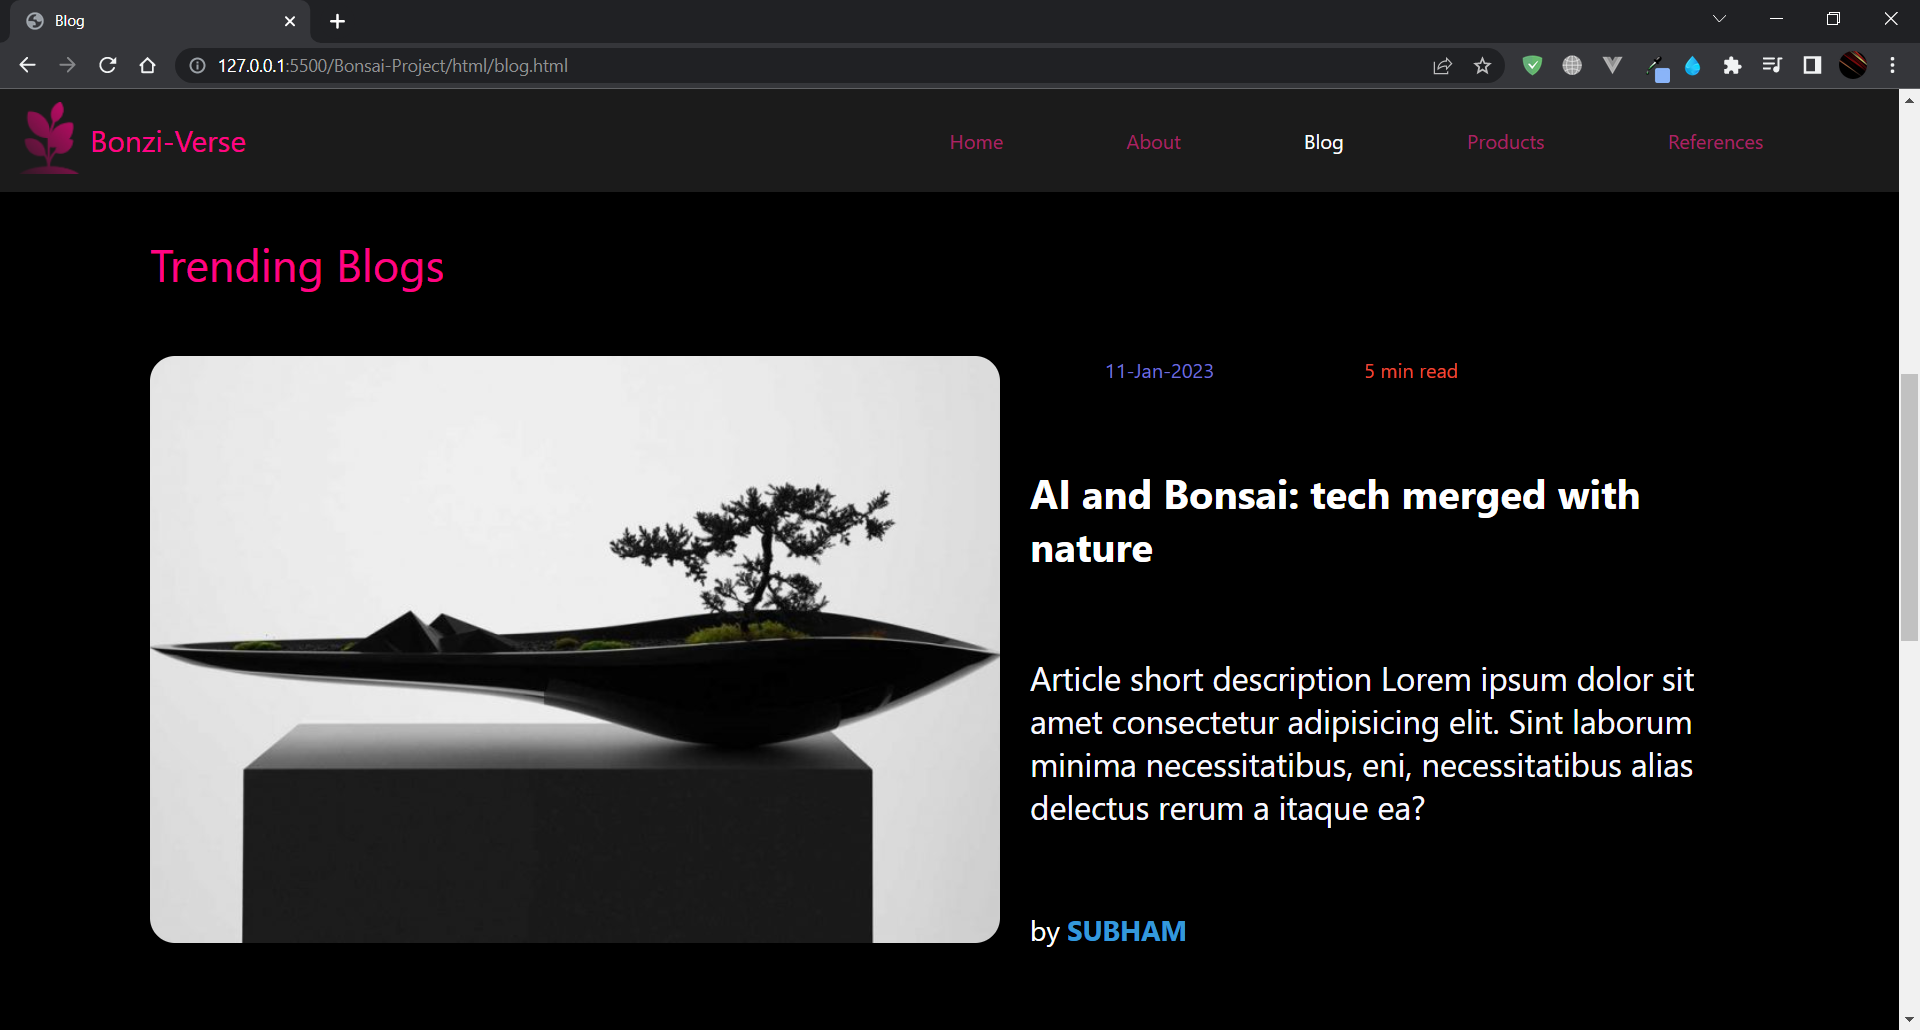 Blog
127.0.0.1:5500/Bonsai-Project/html/blog.html
Bonzi-Verse
Home
About
Blog
Products
References
Trending Blogs
11-Jan-2023
5 min read
AI and Bonsai: tech merged with
nature
Article short description Lorem ipsum dolor sit
amet consectetur adipisicing elit. Sint laborum
minima necessitatibus, eni, necessitatibus alias
delectus rerum a itaque ea?
by SUBHAM